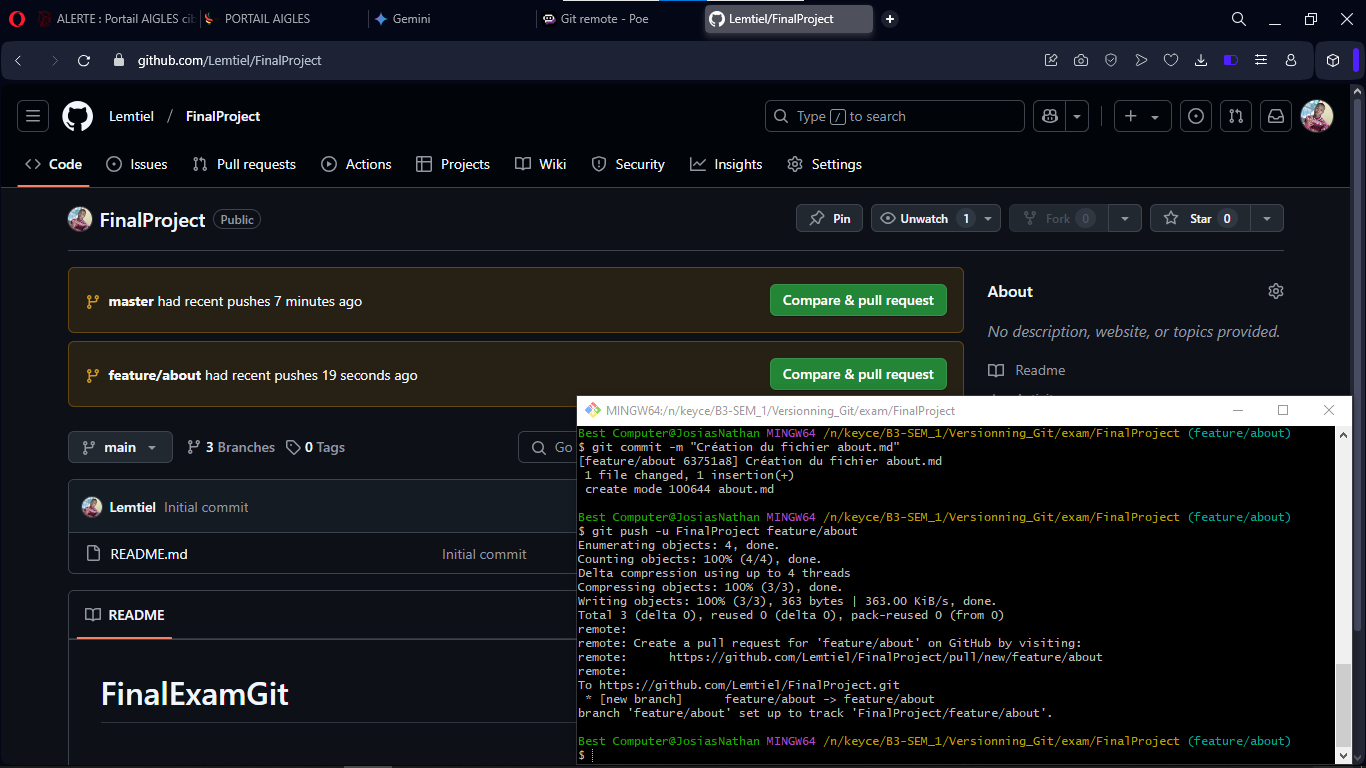 ALERTE : Portail AIGLES cib
PORTAIL AIGLES
Gemini
Git remote - Poe
Lemtiel/FinalProject
github.com/Lemtiel/FinalProject
Lemtiel / FinalProject
Type / to search
Code
Issues
Pull requests
Actions
Projects
Wiki
Security
Insights
Settings
FinalProject Public
Pin
Unwatch 1
Fork 0
Star 0
master had recent pushes 7 minutes ago
Compare & pull request
feature/about had recent pushes 19 seconds ago
Compare & pull request
About
No description, website, or topics provided.
Readme
main
3 Branches
0 Tags
Go
Lemtiel Initial commit
README.md Initial commit
README
FinalExamGit
MINGW64:/n/keyce/B3-SEM_1/Versionning_Git/exam/FinalProject
Best Computer@JosiasNathan MINGW64 /n/keyce/B3-SEM_1/Versionning_Git/exam/FinalProject (feature/about)
$ git commit -m "Création du fichier about.md"
[feature/about 63751a8] Création du fichier about.md
1 file changed, 1 insertion(+)
create mode 100644 about.md
Best Computer@JosiasNathan MINGW64 /n/keyce/B3-SEM_1/Versionning_Git/exam/FinalProject (feature/about)
$ git push -u FinalProject feature/about
Enumerating objects: 4, done.
Counting objects: 100% (4/4), done.
Delta compression using up to 4 threads
Compressing objects: 100% (3/3), done.
Writing objects: 100% (3/3), 363 bytes | 363.00 KiB/s, done.
Total 3 (delta 0), reused 0 (delta 0), pack-reused 0 (from 0)
remote:
remote: Create a pull request for 'feature/about' on GitHub by visiting:
remote:      https://github.com/Lemtiel/FinalProject/pull/new/feature/about
remote:
To https://github.com/Lemtiel/FinalProject.git
* [new branch]      feature/about -> feature/about
branch 'feature/about' set up to track 'FinalProject/feature/about'.
Best Computer@JosiasNathan MINGW64 /n/keyce/B3-SEM_1/Versionning_Git/exam/FinalProject (feature/about)
$